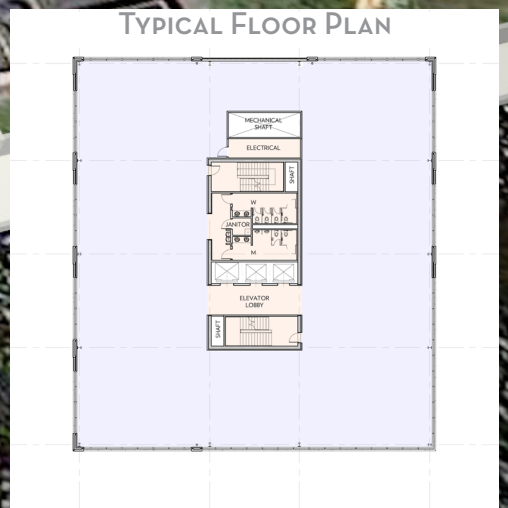 TYPICAL FLOOR PLAN
MECHANICAL
SHAFT
ELECTRICAL
SHAFT
W
JANITOR
M
ELEVATOR
LOBBY
SHAFT